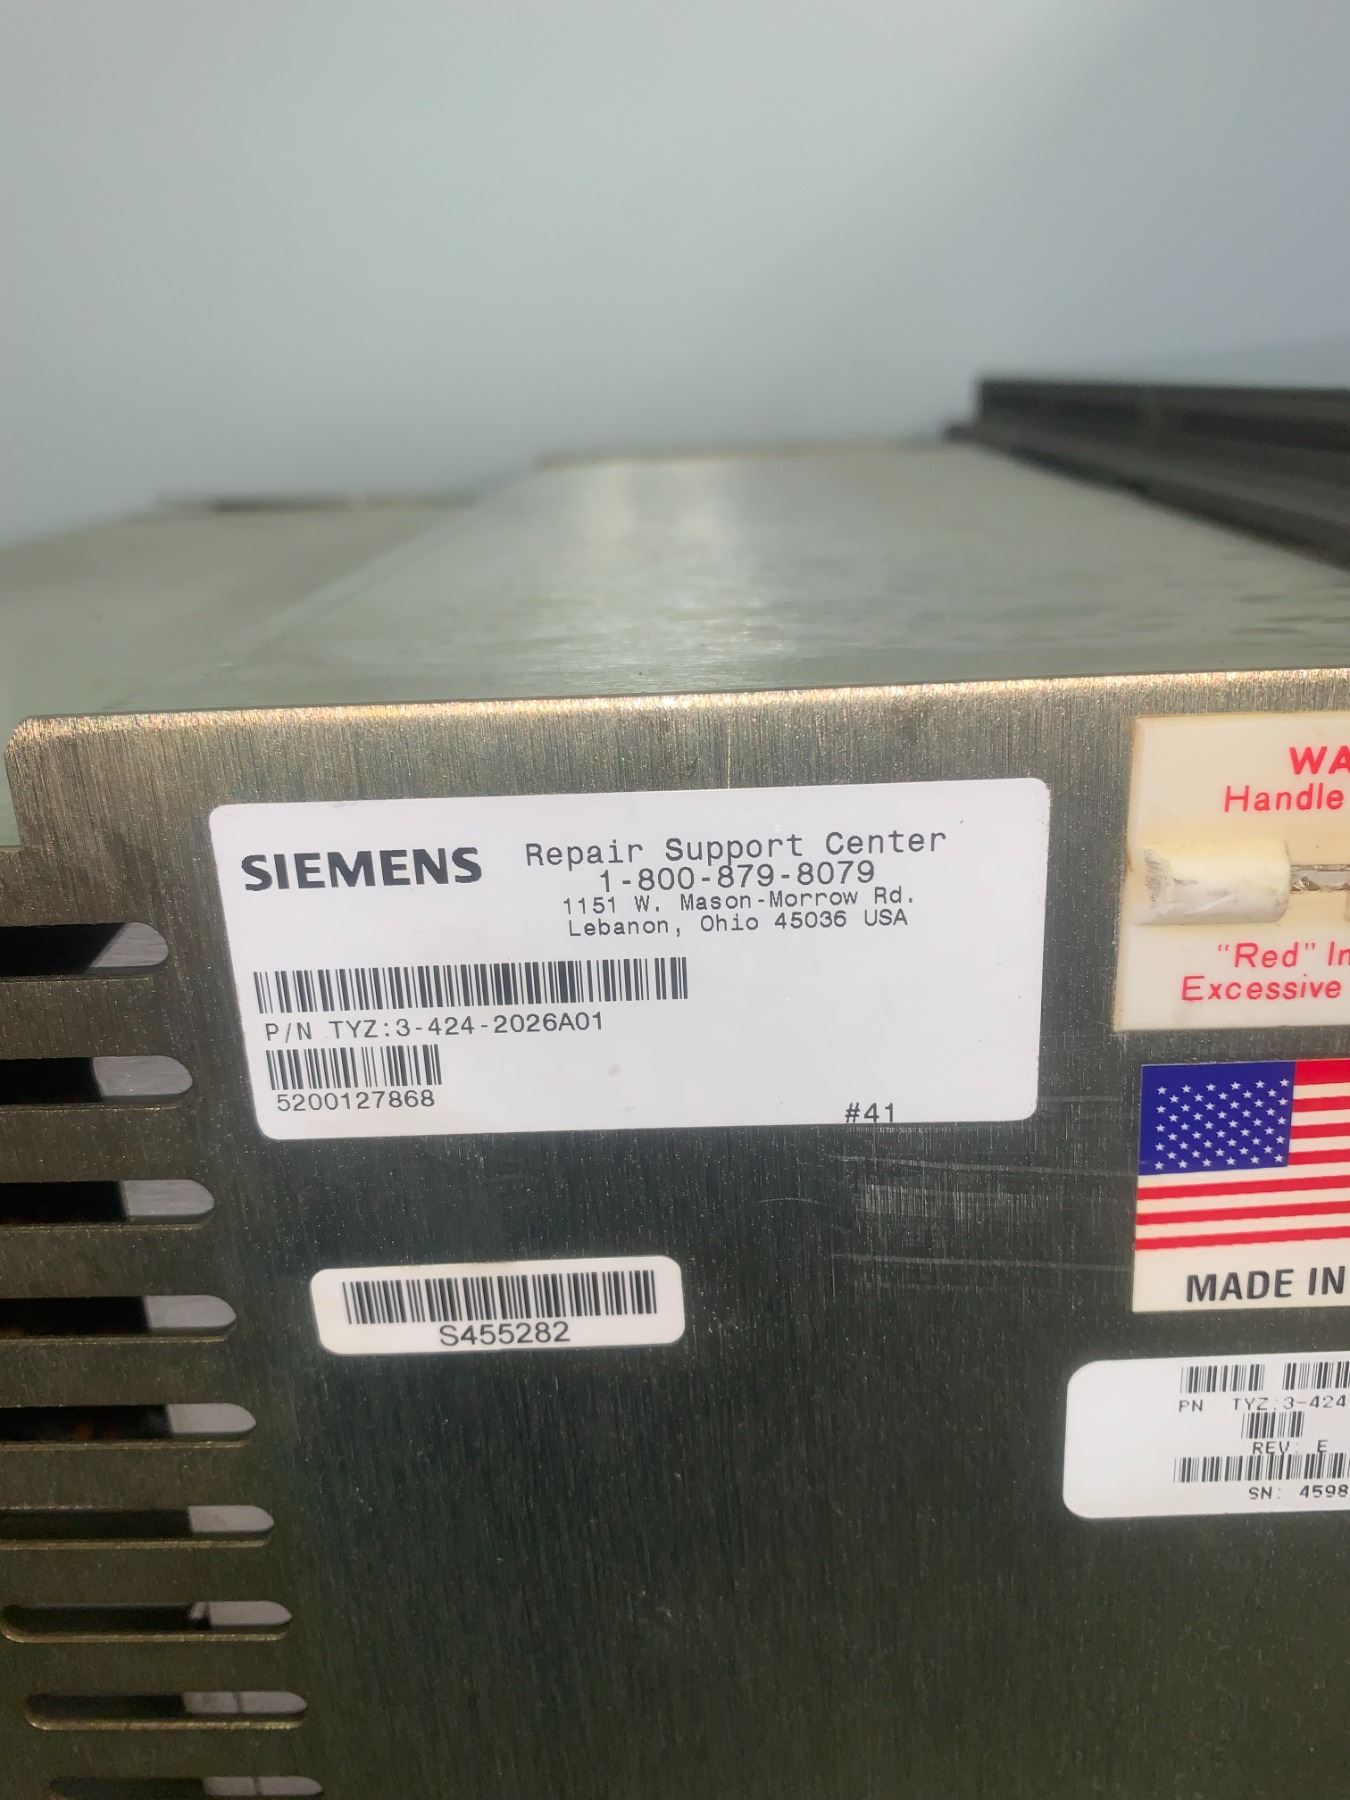 SIEMENS
Repair Support Center
1-800-879-8079
1151 W. Mason-Morrow Rd.
Lebanon, Ohio 45036 USA
P/N TYZ:3-424-2026A01
5200127868
#41
S455282
WA
Handle
"Red" In
Excessive
MADE IN
PN TYZ:3-424-
REV: E
SN: 4598